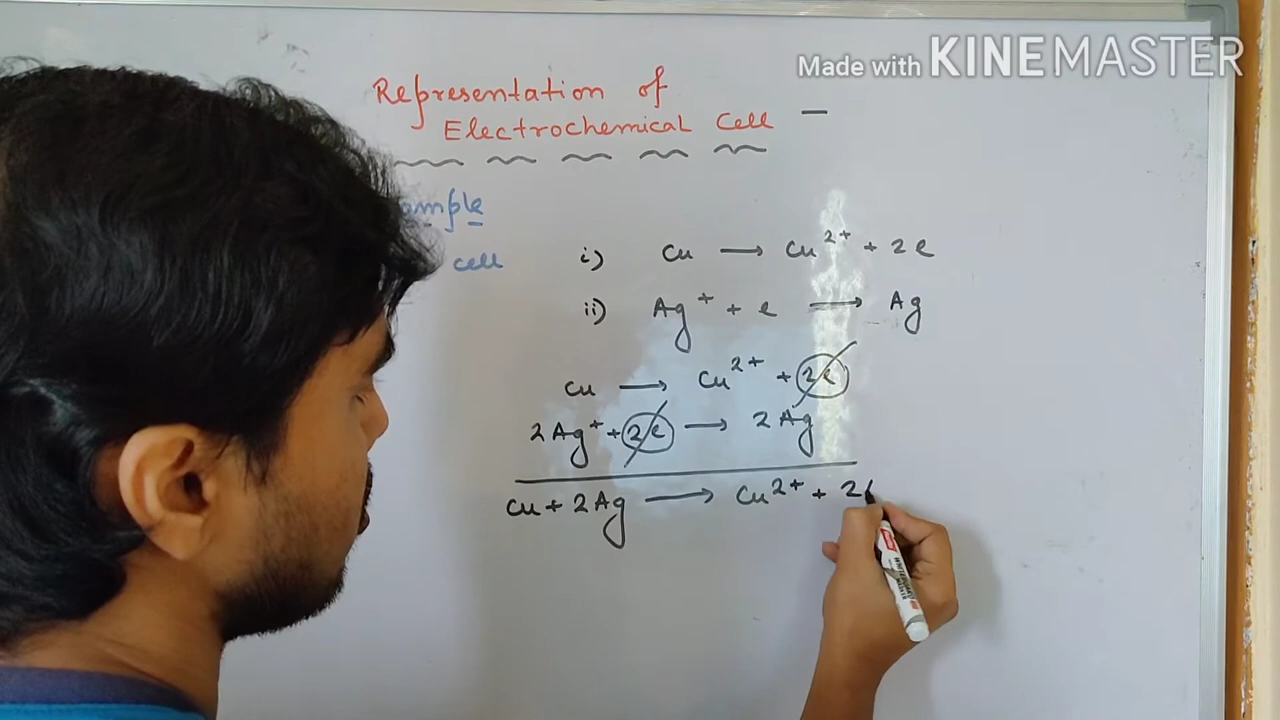 Made with KINEMASTER
Representation of
Electrochemical Cell —
ample
cell
i) Cu ⟶ Cu²⁺ + 2e
ii) Ag⁺ + e ⟶ Ag
Cu ⟶ Cu²⁺ + 2e
2Ag⁺ + 2e ⟶ 2Ag
Cu + 2Ag ⟶ Cu²⁺ + 2